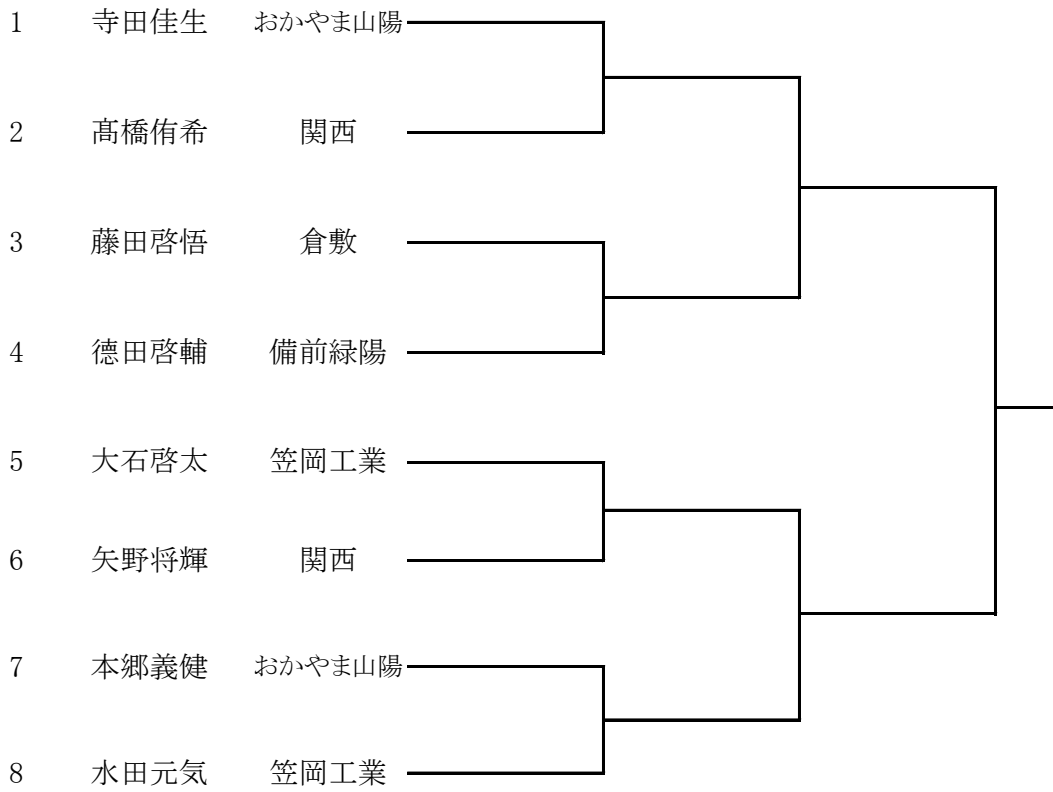 1 寺田佳生 おかやま山陽
2 髙橋侑希 関西
3 藤田啓悟 倉敷
4 德田啓輔 備前緑陽
5 大石啓太 笠岡工業
6 矢野将輝 関西
7 本郷義健 おかやま山陽
8 水田元気 笠岡工業